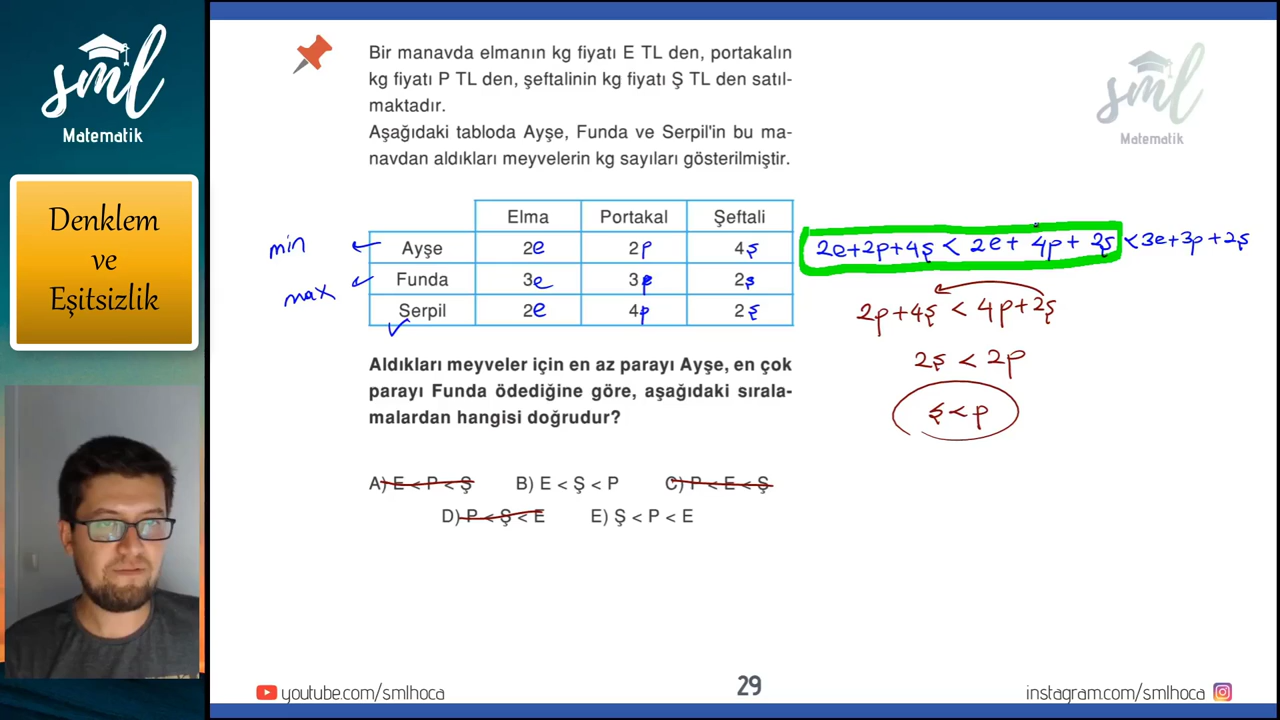 sml
Matematik
Denklem
ve
Eşitsizlik
Bir manavda elmanın kg fiyatı E TL den, portakalın
kg fiyatı P TL den, şeftalinin kg fiyatı Ş TL den satıl-
maktadır.
Aşağıdaki tabloda Ayşe, Funda ve Serpil'in bu ma-
navdan aldıkları meyvelerin kg sayıları gösterilmiştir.
sml
Matematik
Elma Portakal Şeftali
min Ayşe 2e 2p 4ş
max Funda 3e 3p 2ş
Serpil 2e 4p 2ş
2e+2p+4ş < 2e+ 4p+ 2ş < 3e+3p+2ş
2p+4ş < 4p+2ş
2ş < 2p
ş < p
Aldıkları meyveler için en az parayı Ayşe, en çok
parayı Funda ödediğine göre, aşağıdaki sırala-
malardan hangisi doğrudur?
A) E < P < Ş B) E < Ş < P C) P < E < Ş
D) P < Ş < E E) Ş < P < E
youtube.com/smlhoca 29 instagram.com/smlhoca